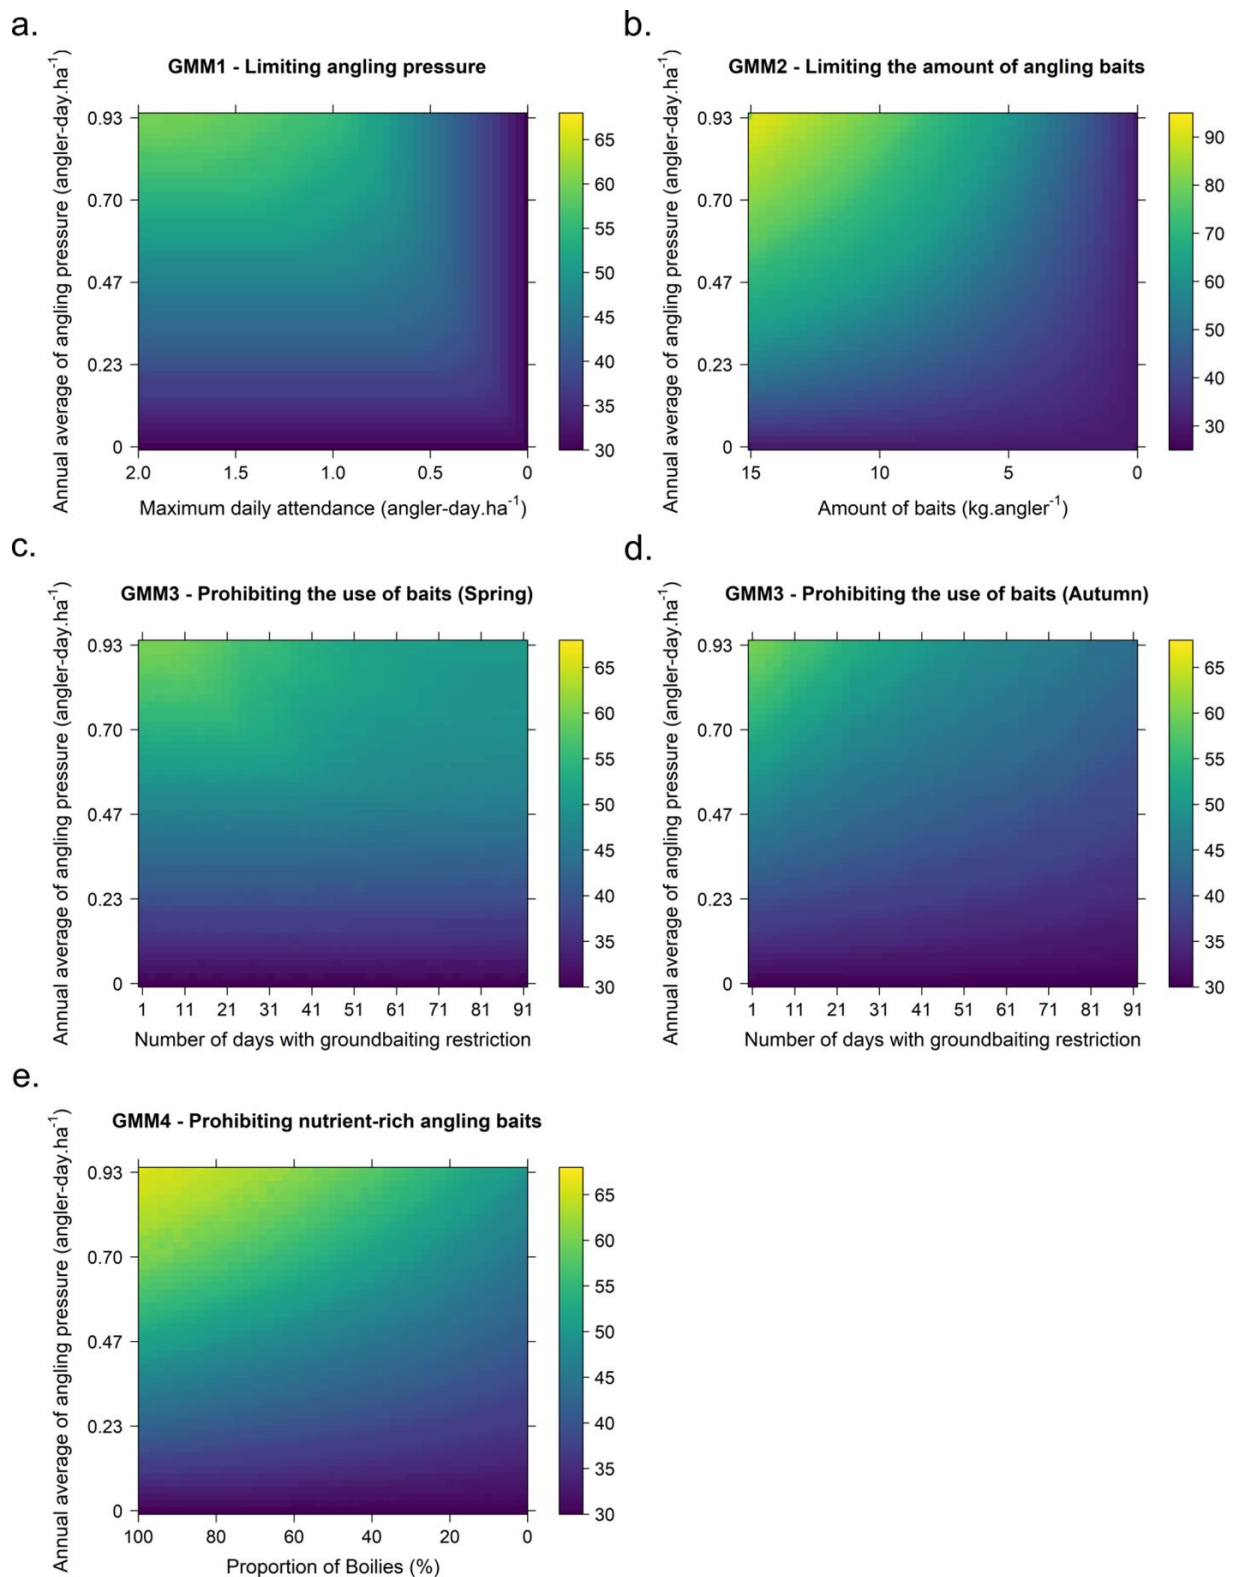 a.
GMM1 - Limiting angling pressure
Annual average of angling pressure (angler-day.ha⁻¹)
0.93
0.70
0.47
0.23
0
2.0 1.5 1.0 0.5 0
Maximum daily attendance (angler-day.ha⁻¹)
65
60
55
50
45
40
35
30
b.
GMM2 - Limiting the amount of angling baits
Annual average of angling pressure (angler-day.ha⁻¹)
0.93
0.70
0.47
0.23
0
15 10 5 0
Amount of baits (kg.angler⁻¹)
90
80
70
60
50
40
30
c.
GMM3 - Prohibiting the use of baits (Spring)
Annual average of angling pressure (angler-day.ha⁻¹)
0.93
0.70
0.47
0.23
0
1 11 21 31 41 51 61 71 81 91
Number of days with groundbaiting restriction
65
60
55
50
45
40
35
30
d.
GMM3 - Prohibiting the use of baits (Autumn)
Annual average of angling pressure (angler-day.ha⁻¹)
0.93
0.70
0.47
0.23
0
1 11 21 31 41 51 61 71 81 91
Number of days with groundbaiting restriction
65
60
55
50
45
40
35
30
e.
GMM4 - Prohibiting nutrient-rich angling baits
Annual average of angling pressure (angler-day.ha⁻¹)
0.93
0.70
0.47
0.23
0
100 80 60 40 20 0
Proportion of Boilies (%)
65
60
55
50
45
40
35
30